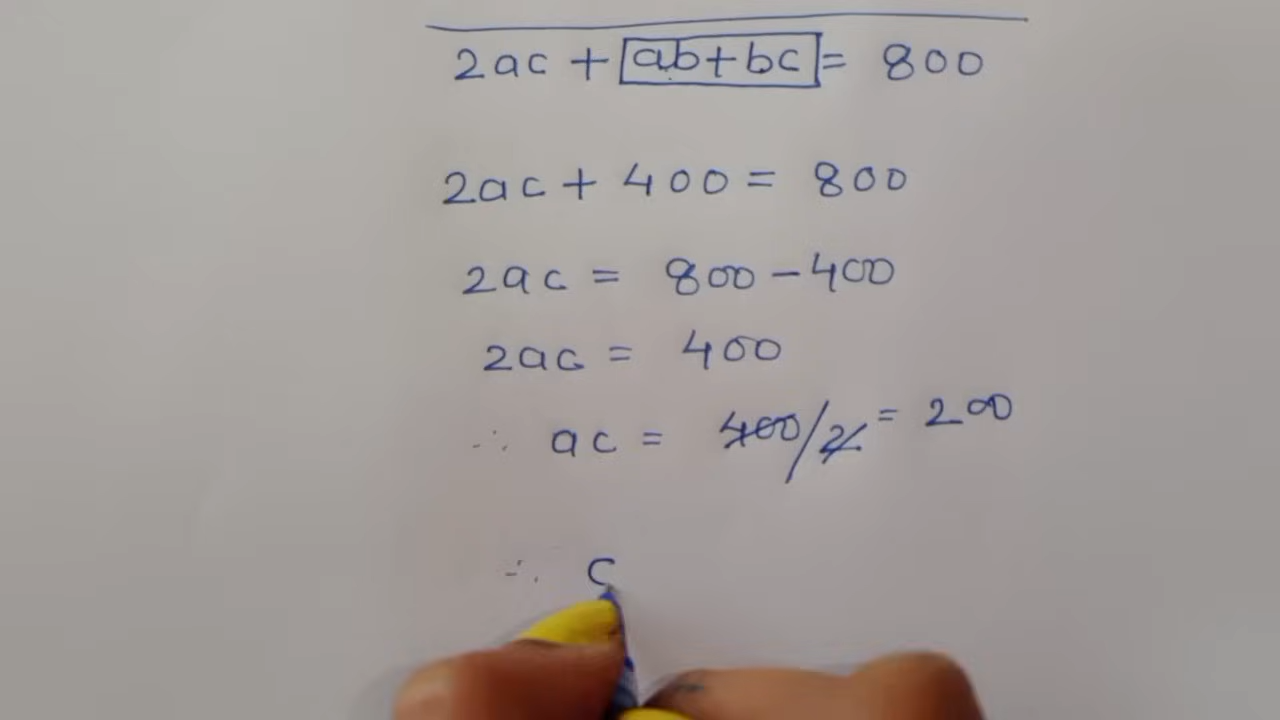 2ac + ab+bc = 800
2ac + 400 = 800
2ac = 800 - 400
2ac = 400
∴ ac = 400/2 = 200
∴ c